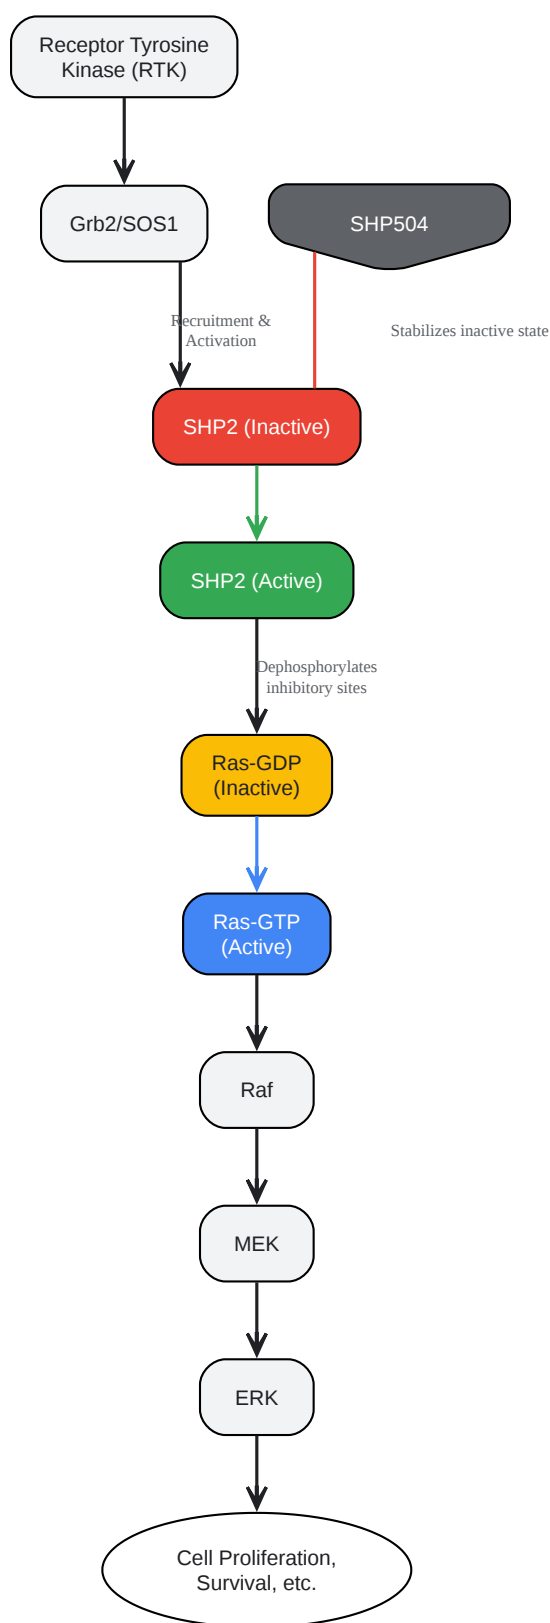 Receptor Tyrosine
Kinase (RTK)
Grb2/SOS1
SHP504
Recruitment &
Activation
Stabilizes inactive state
SHP2 (Inactive)
SHP2 (Active)
Dephosphorylates
inhibitory sites
Ras-GDP
(Inactive)
Ras-GTP
(Active)
Raf
MEK
ERK
Cell Proliferation,
Survival, etc.